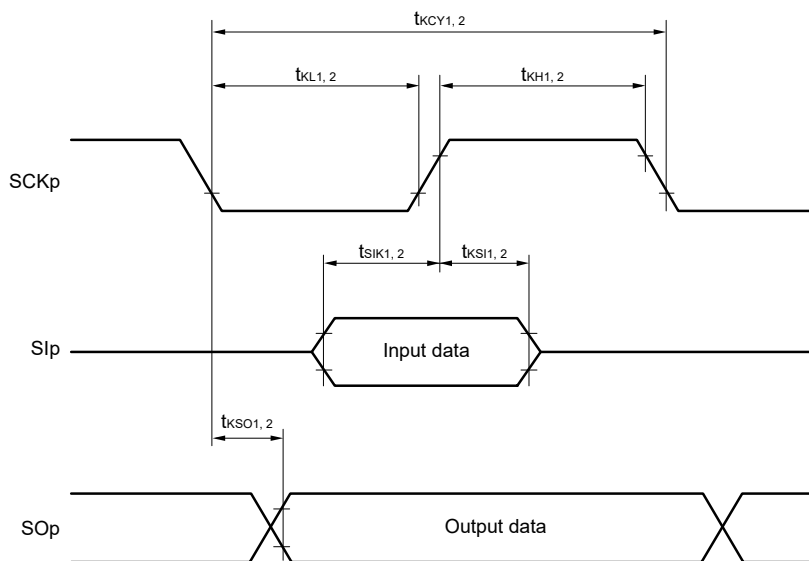 tKCY1, 2
tKL1, 2
tKH1, 2
SCKp
tSIK1, 2
tKSI1, 2
SIp
Input data
tKSO1, 2
SOp
Output data